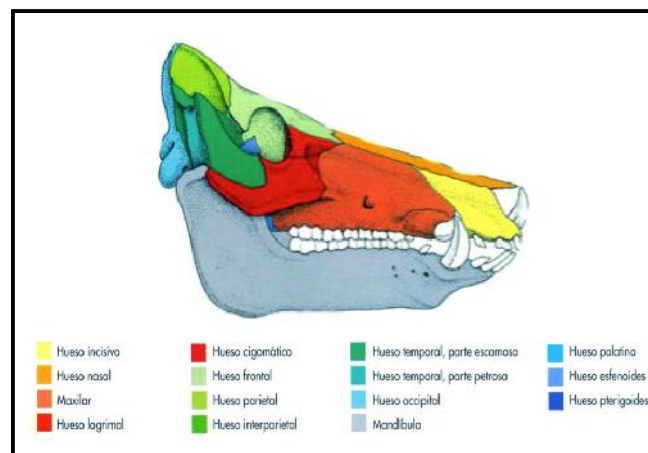 Hueso incisivo
Hueso nasal
Maxilar
Hueso lagrimal
Hueso cigomático
Hueso frontal
Hueso parietal
Hueso interparietal
Hueso temporal, parte escamosa
Hueso temporal, parte petrosa
Hueso occipital
Mandíbula
Hueso palatina
Hueso esfenoides
Hueso pterigoides